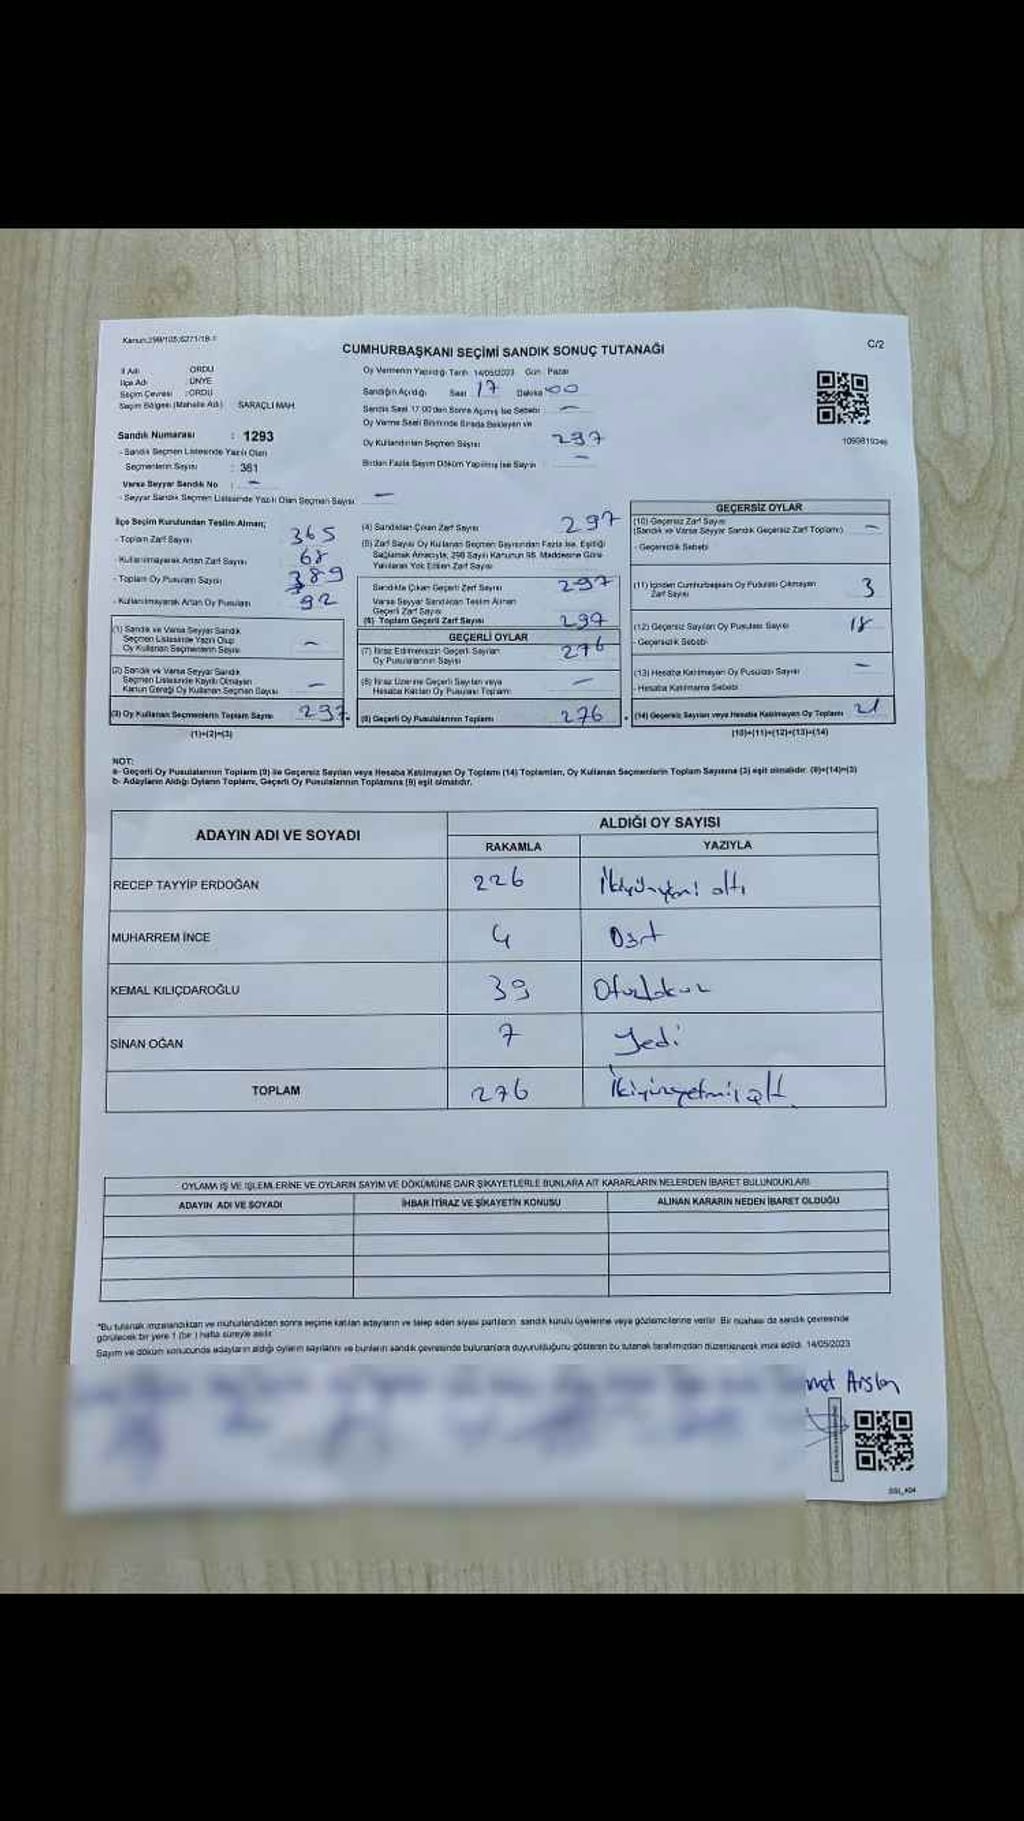 Kanun:298/105;6271/18-1
C/2
CUMHURBAŞKANI SEÇİMİ SANDIK SONUÇ TUTANAĞI
İl Adı : ORDU
İlçe Adı : ÜNYE
Seçim Çevresi : ORDU
Seçim Bölgesi (Mahalle Adı) : SARAÇLI MAH.
Sandık Numarası : 1293
- Sandık Seçmen Listesinde Yazılı Olan
Seçmenlerin Sayısı : 361
Varsa Seyyar Sandık No : -
- Seyyar Sandık Seçmen Listesinde Yazılı Olan Seçmen Sayısı -
Oy Vermenin Yapıldığı Tarih 14/05/2023 Gün : Pazar
Sandığın Açıldığı Saat 17 Dakika 00
Sandık Saat 17:00'den Sonra Açılmış İse Sebebi : -
Oy Verme Saati Bitiminde Sırada Bekleyen ve
Oy Kullandırılan Seçmen Sayısı 297
Birden Fazla Sayım Döküm Yapılmış İse Sayısı -
1099819346
İlçe Seçim Kurulundan Teslim Alınan;
- Toplam Zarf Sayısı 365
- Kullanılmayarak Artan Zarf Sayısı 68
- Toplam Oy Pusulası Sayısı 389
- Kullanılmayarak Artan Oy Pusulası 92
(1) Sandık ve Varsa Seyyar Sandık
Seçmen Listesinde Yazılı Olup
Oy Kullanan Seçmenlerin Sayısı -
(2) Sandık ve Varsa Seyyar Sandık
Seçmen Listesinde Kayıtlı Olmayan
Kanun Gereği Oy Kullanan Seçmen Sayısı -
(3) Oy Kullanan Seçmenlerin Toplam Sayısı 297
(1)+(2)=(3)
(4) Sandıktan Çıkan Zarf Sayısı 297
(5) Zarf Sayısı Oy Kullanan Seçmen Sayısından Fazla İse, Eşitliği
Sağlamak Amacıyla, 298 Sayılı Kanunun 98. Maddesine Göre
Yakılarak Yok Edilen Zarf Sayısı
Sandıkta Çıkan Geçerli Zarf Sayısı 297
Varsa Seyyar Sandıktan Teslim Alınan
Geçerli Zarf Sayısı
(6) Toplam Geçerli Zarf Sayısı 297
GEÇERLİ OYLAR
(7) İtiraz Edilmeksizin Geçerli Sayılan
Oy Pusulalarının Sayısı 276
(8) İtiraz Üzerine Geçerli Sayılan veya
Hesaba Katılan Oy Pusulası Toplamı -
(9) Geçerli Oy Pusulalarının Toplamı 276
GEÇERSİZ OYLAR
(10) Geçersiz Zarf Sayısı
(Sandık ve Varsa Seyyar Sandık Geçersiz Zarf Toplamı) -
- Geçersizlik Sebebi
(11) İçinden Cumhurbaşkanı Oy Pusulası Çıkmayan
Zarf Sayısı 3
(12) Geçersiz Sayılan Oy Pusulası Sayısı 18
- Geçersizlik Sebebi
(13) Hesaba Katılmayan Oy Pusulası Sayısı -
- Hesaba Katılmama Sebebi
(14) Geçersiz Sayılan veya Hesaba Katılmayan Oy Toplamı 21
(10)+(11)+(12)+(13)=(14)
NOT:
a- Geçerli Oy Pusulalarının Toplamı (9) ile Geçersiz Sayılan veya Hesaba Katılmayan Oy Toplamı (14) Toplamları, Oy Kullanan Seçmenlerin Toplam Sayısına (3) eşit olmalıdır. (9)+(14)=(3)
b- Adayların Aldığı Oyların Toplamı, Geçerli Oy Pusulalarının Toplamına (9) eşit olmalıdır.
ADAYIN ADI VE SOYADI
ALDIĞI OY SAYISI
RAKAMLA YAZIYLA
RECEP TAYYİP ERDOĞAN 226 İkiyüzyirmi altı
MUHARREM İNCE 4 Dört
KEMAL KILIÇDAROĞLU 39 Otuzdokuz
SİNAN OĞAN 7 Yedi
TOPLAM 276 İkiyüzyetmiş altı
OYLAMA İŞ VE İŞLEMLERİNE VE OYLARIN SAYIM VE DÖKÜMÜNE DAİR ŞİKAYETLERLE BUNLARA AİT KARARLARIN NELERDEN İBARET BULUNDUKLARI
ADAYIN ADI VE SOYADI İHBAR İTİRAZ VE ŞİKAYETİN KONUSU ALINAN KARARIN NEDEN İBARET OLDUĞU
*Bu tutanak imzalandıktan ve mühürlendikten sonra seçime katılan adayların ve talep eden siyasi partilerin sandık kurulu üyelerine veya gözlemcilerine verilir. Bir nüshası da sandık çevresinde
görülecek bir yere 1 (bir) hafta süreyle asılır.
Sayım ve döküm sonucunda adayların aldığı oyların sayılarını ve bunların sandık çevresinde bulunanlara duyurulduğunu gösteren bu tutanak tarafımızdan düzenlenerek imza edildi. 14/05/2023
met Arslan